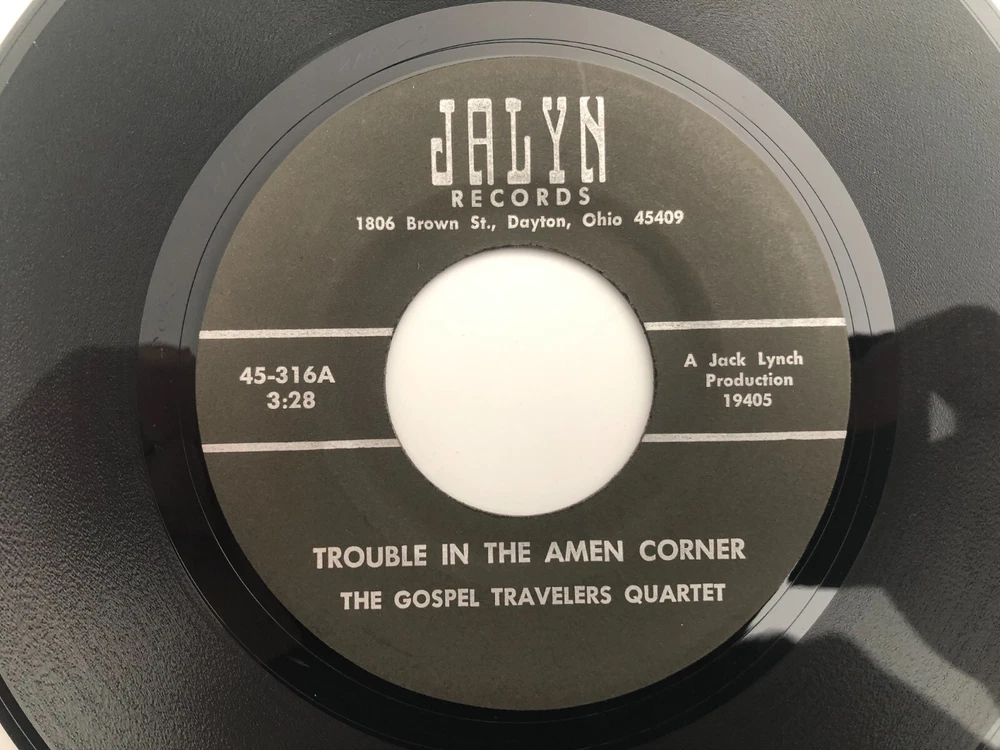 JALYN
RECORDS
1806 Brown St., Dayton, Ohio 45409
45-316A
3:28
A Jack Lynch
Production
19405
TROUBLE IN THE AMEN CORNER
THE GOSPEL TRAVELERS QUARTET